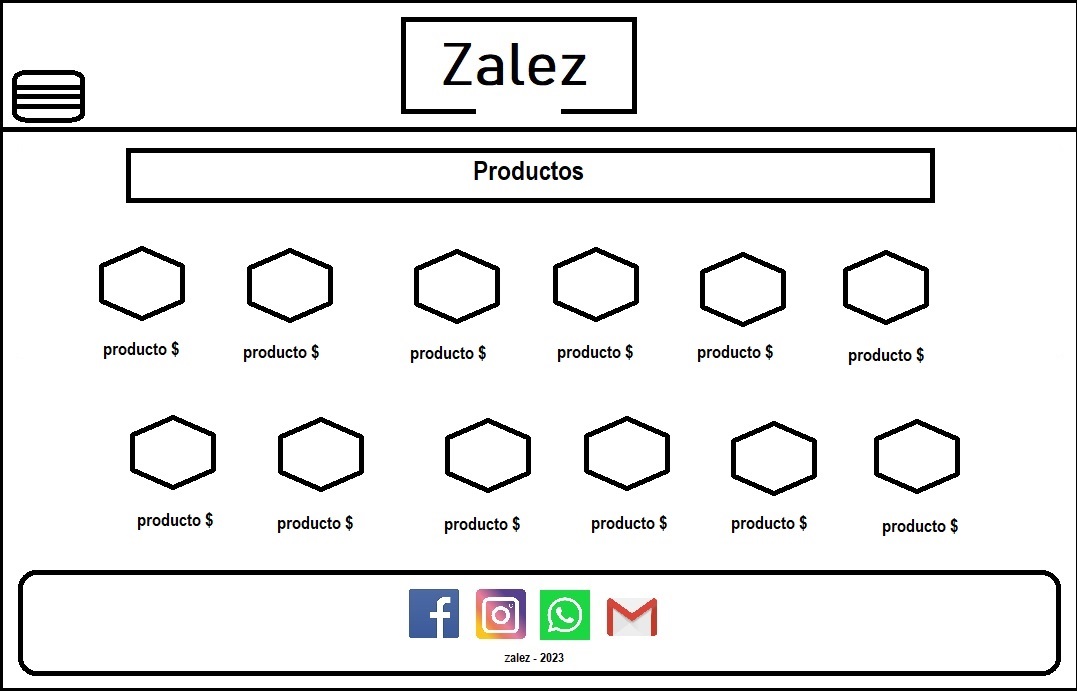 Zalez
Productos
producto $ producto $ producto $ producto $ producto $ producto $
producto $ producto $ producto $ producto $ producto $ producto $
zalez - 2023